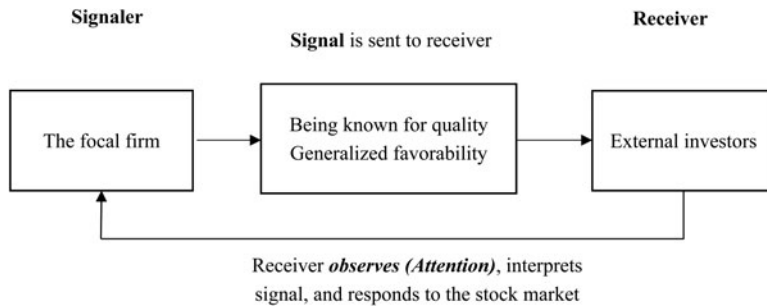 Signaler
Receiver
Signal is sent to receiver
The focal firm
Being known for quality
Generalized favorability
External investors
Receiver observes (Attention), interprets
signal, and responds to the stock market